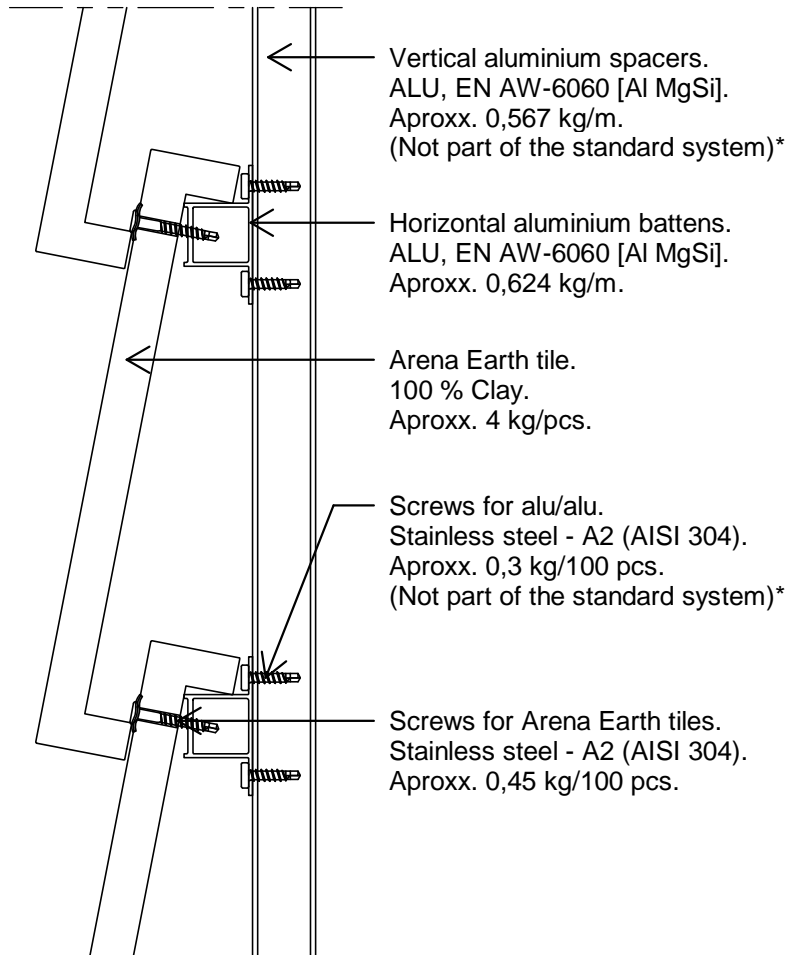 Vertical aluminium spacers.
ALU, EN AW-6060 [Al MgSi].
Aproxx. 0,567 kg/m.
(Not part of the standard system)*
Horizontal aluminium battens.
ALU, EN AW-6060 [Al MgSi].
Aproxx. 0,624 kg/m.
Arena Earth tile.
100 % Clay.
Aproxx. 4 kg/pcs.
Screws for alu/alu.
Stainless steel - A2 (AISI 304).
Aproxx. 0,3 kg/100 pcs.
(Not part of the standard system)*
Screws for Arena Earth tiles.
Stainless steel - A2 (AISI 304).
Aproxx. 0,45 kg/100 pcs.